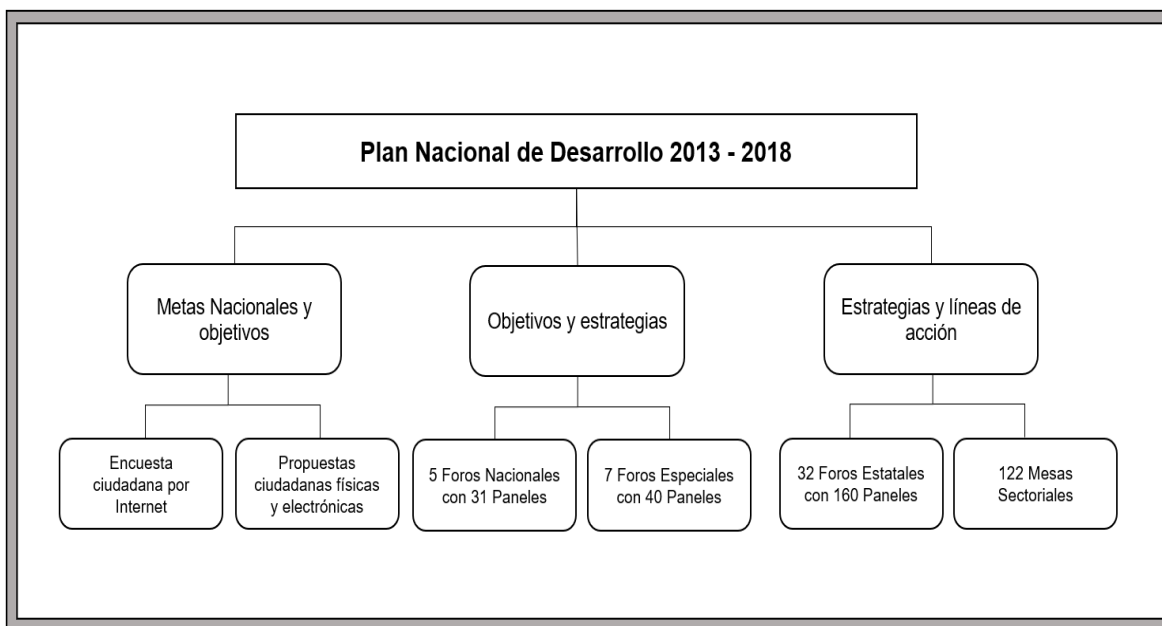 Plan Nacional de Desarrollo 2013 - 2018
Metas Nacionales y
objetivos
Objetivos y estrategias
Estrategias y líneas de
acción
Encuesta
ciudadana por
Internet
Propuestas
ciudadanas físicas
y electrónicas
5 Foros Nacionales
con 31 Paneles
7 Foros Especiales
con 40 Paneles
32 Foros Estatales
con 160 Paneles
122 Mesas
Sectoriales